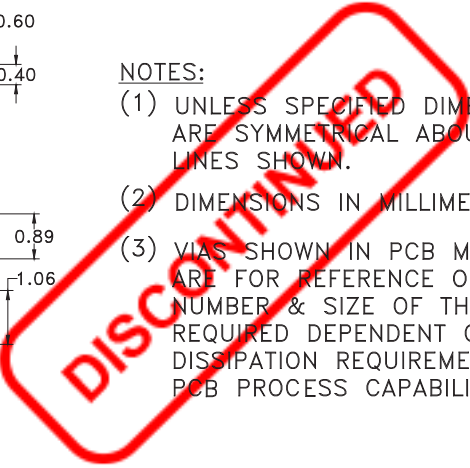 0.60
0.40
NOTES:
(1) UNLESS SPECIFIED DIME
ARE SYMMETRICAL ABOU
LINES SHOWN.
(2) DIMENSIONS IN MILLIME
0.89
(3) VIAS SHOWN IN PCB M
1.06
ARE FOR REFERENCE O
NUMBER & SIZE OF TH
REQUIRED DEPENDENT O
DISSIPATION REQUIREME
PCB PROCESS CAPABILI
DISCONTINUED